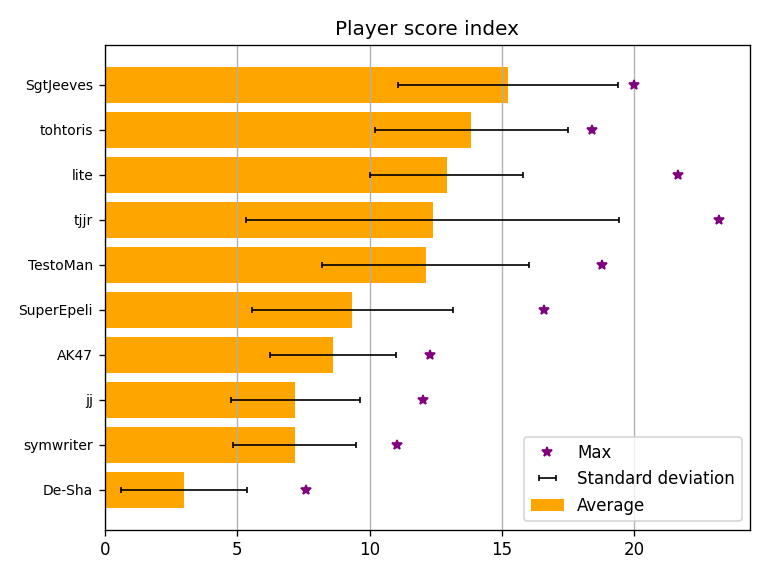 Player score index
SgtJeeves
tohtoris
lite
tjjr
TestoMan
SuperEpeli
AK47
jj
symwriter
De-Sha
Max
Standard deviation
Average
0 5 10 15 20